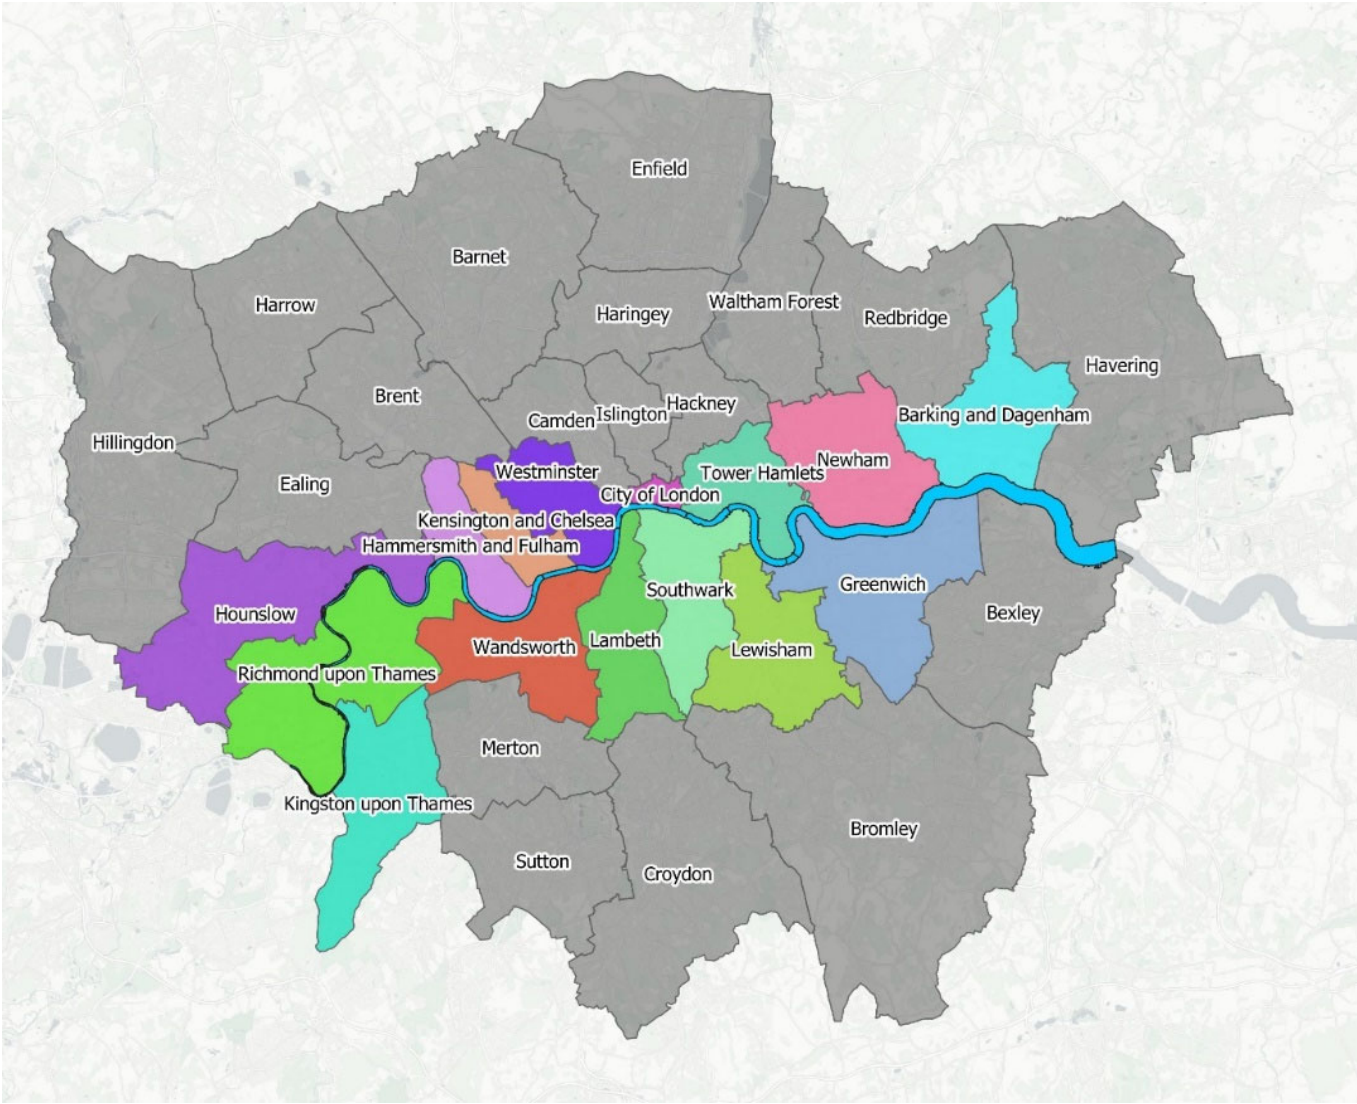 Enfield
Barnet
Harrow
Haringey
Waltham Forest
Redbridge
Havering
Brent
Camden
Islington
Hackney
Barking and Dagenham
Hillingdon
Ealing
Westminster
Tower Hamlets
Newham
City of London
Kensington and Chelsea
Hammersmith and Fulham
Hounslow
Southwark
Greenwich
Bexley
Richmond upon Thames
Wandsworth
Lambeth
Lewisham
Merton
Kingston upon Thames
Bromley
Sutton
Croydon